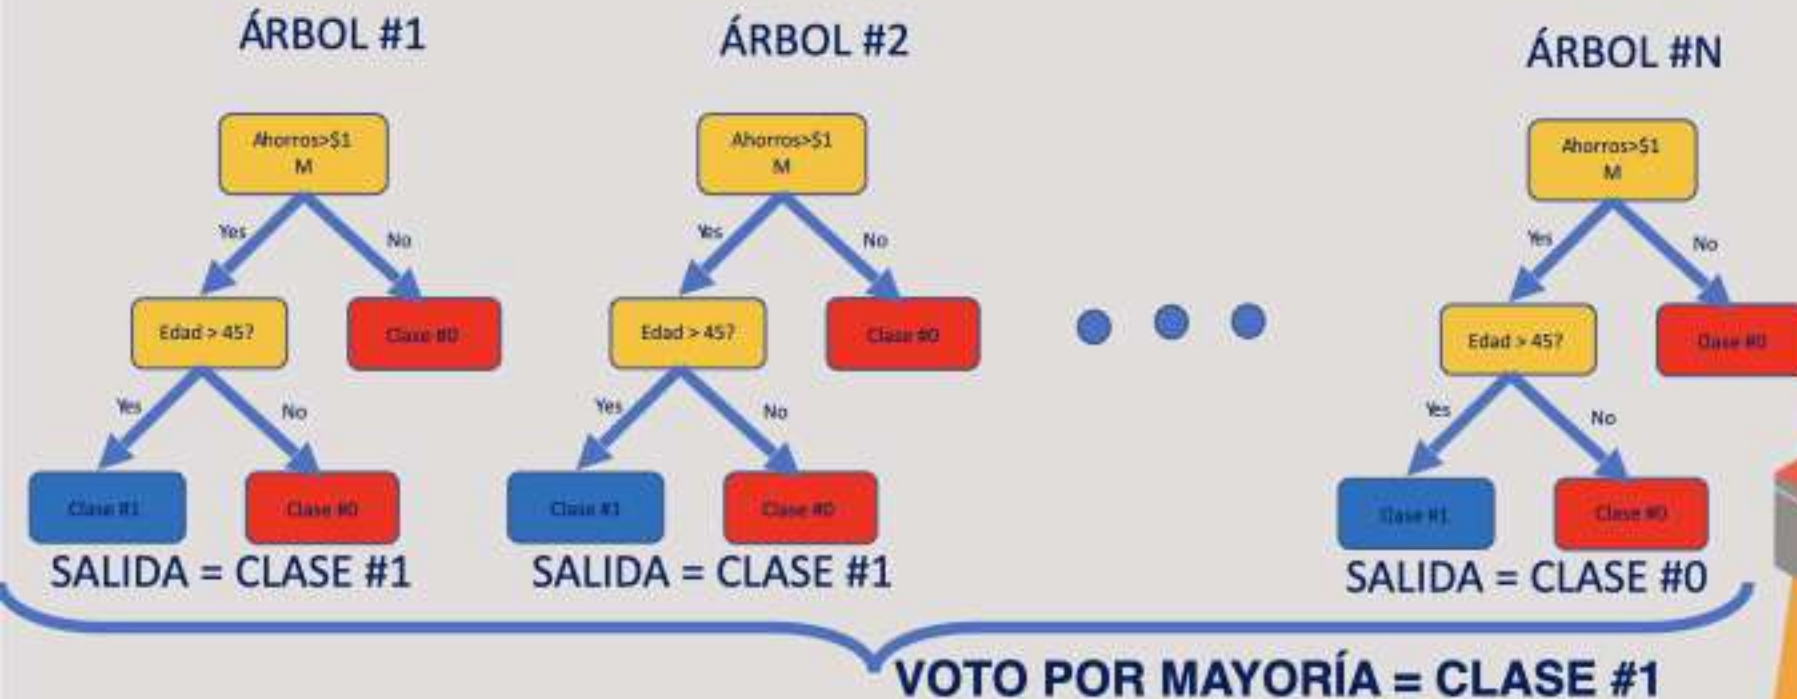 ÁRBOL #1
ÁRBOL #2
ÁRBOL #N
Ahorros>$1
M
Ahorros>$1
M
Ahorros>$1
M
Yes
No
Yes
No
Yes
No
Edad > 45?
Clase #0
Edad > 45?
Clase #0
Edad > 45?
Clase #0
Yes
No
Yes
No
Yes
No
Clase #1
Clase #0
Clase #1
Clase #0
Clase #1
Clase #0
SALIDA = CLASE #1
SALIDA = CLASE #1
SALIDA = CLASE #0
VOTO POR MAYORÍA = CLASE #1